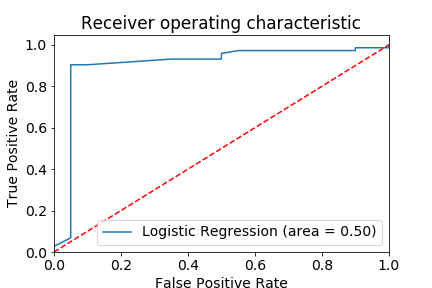 Receiver operating characteristic
True Positive Rate
1.0
0.8
0.6
0.4
0.2
0.0
Logistic Regression (area = 0.50)
0.0 0.2 0.4 0.6 0.8 1.0
False Positive Rate